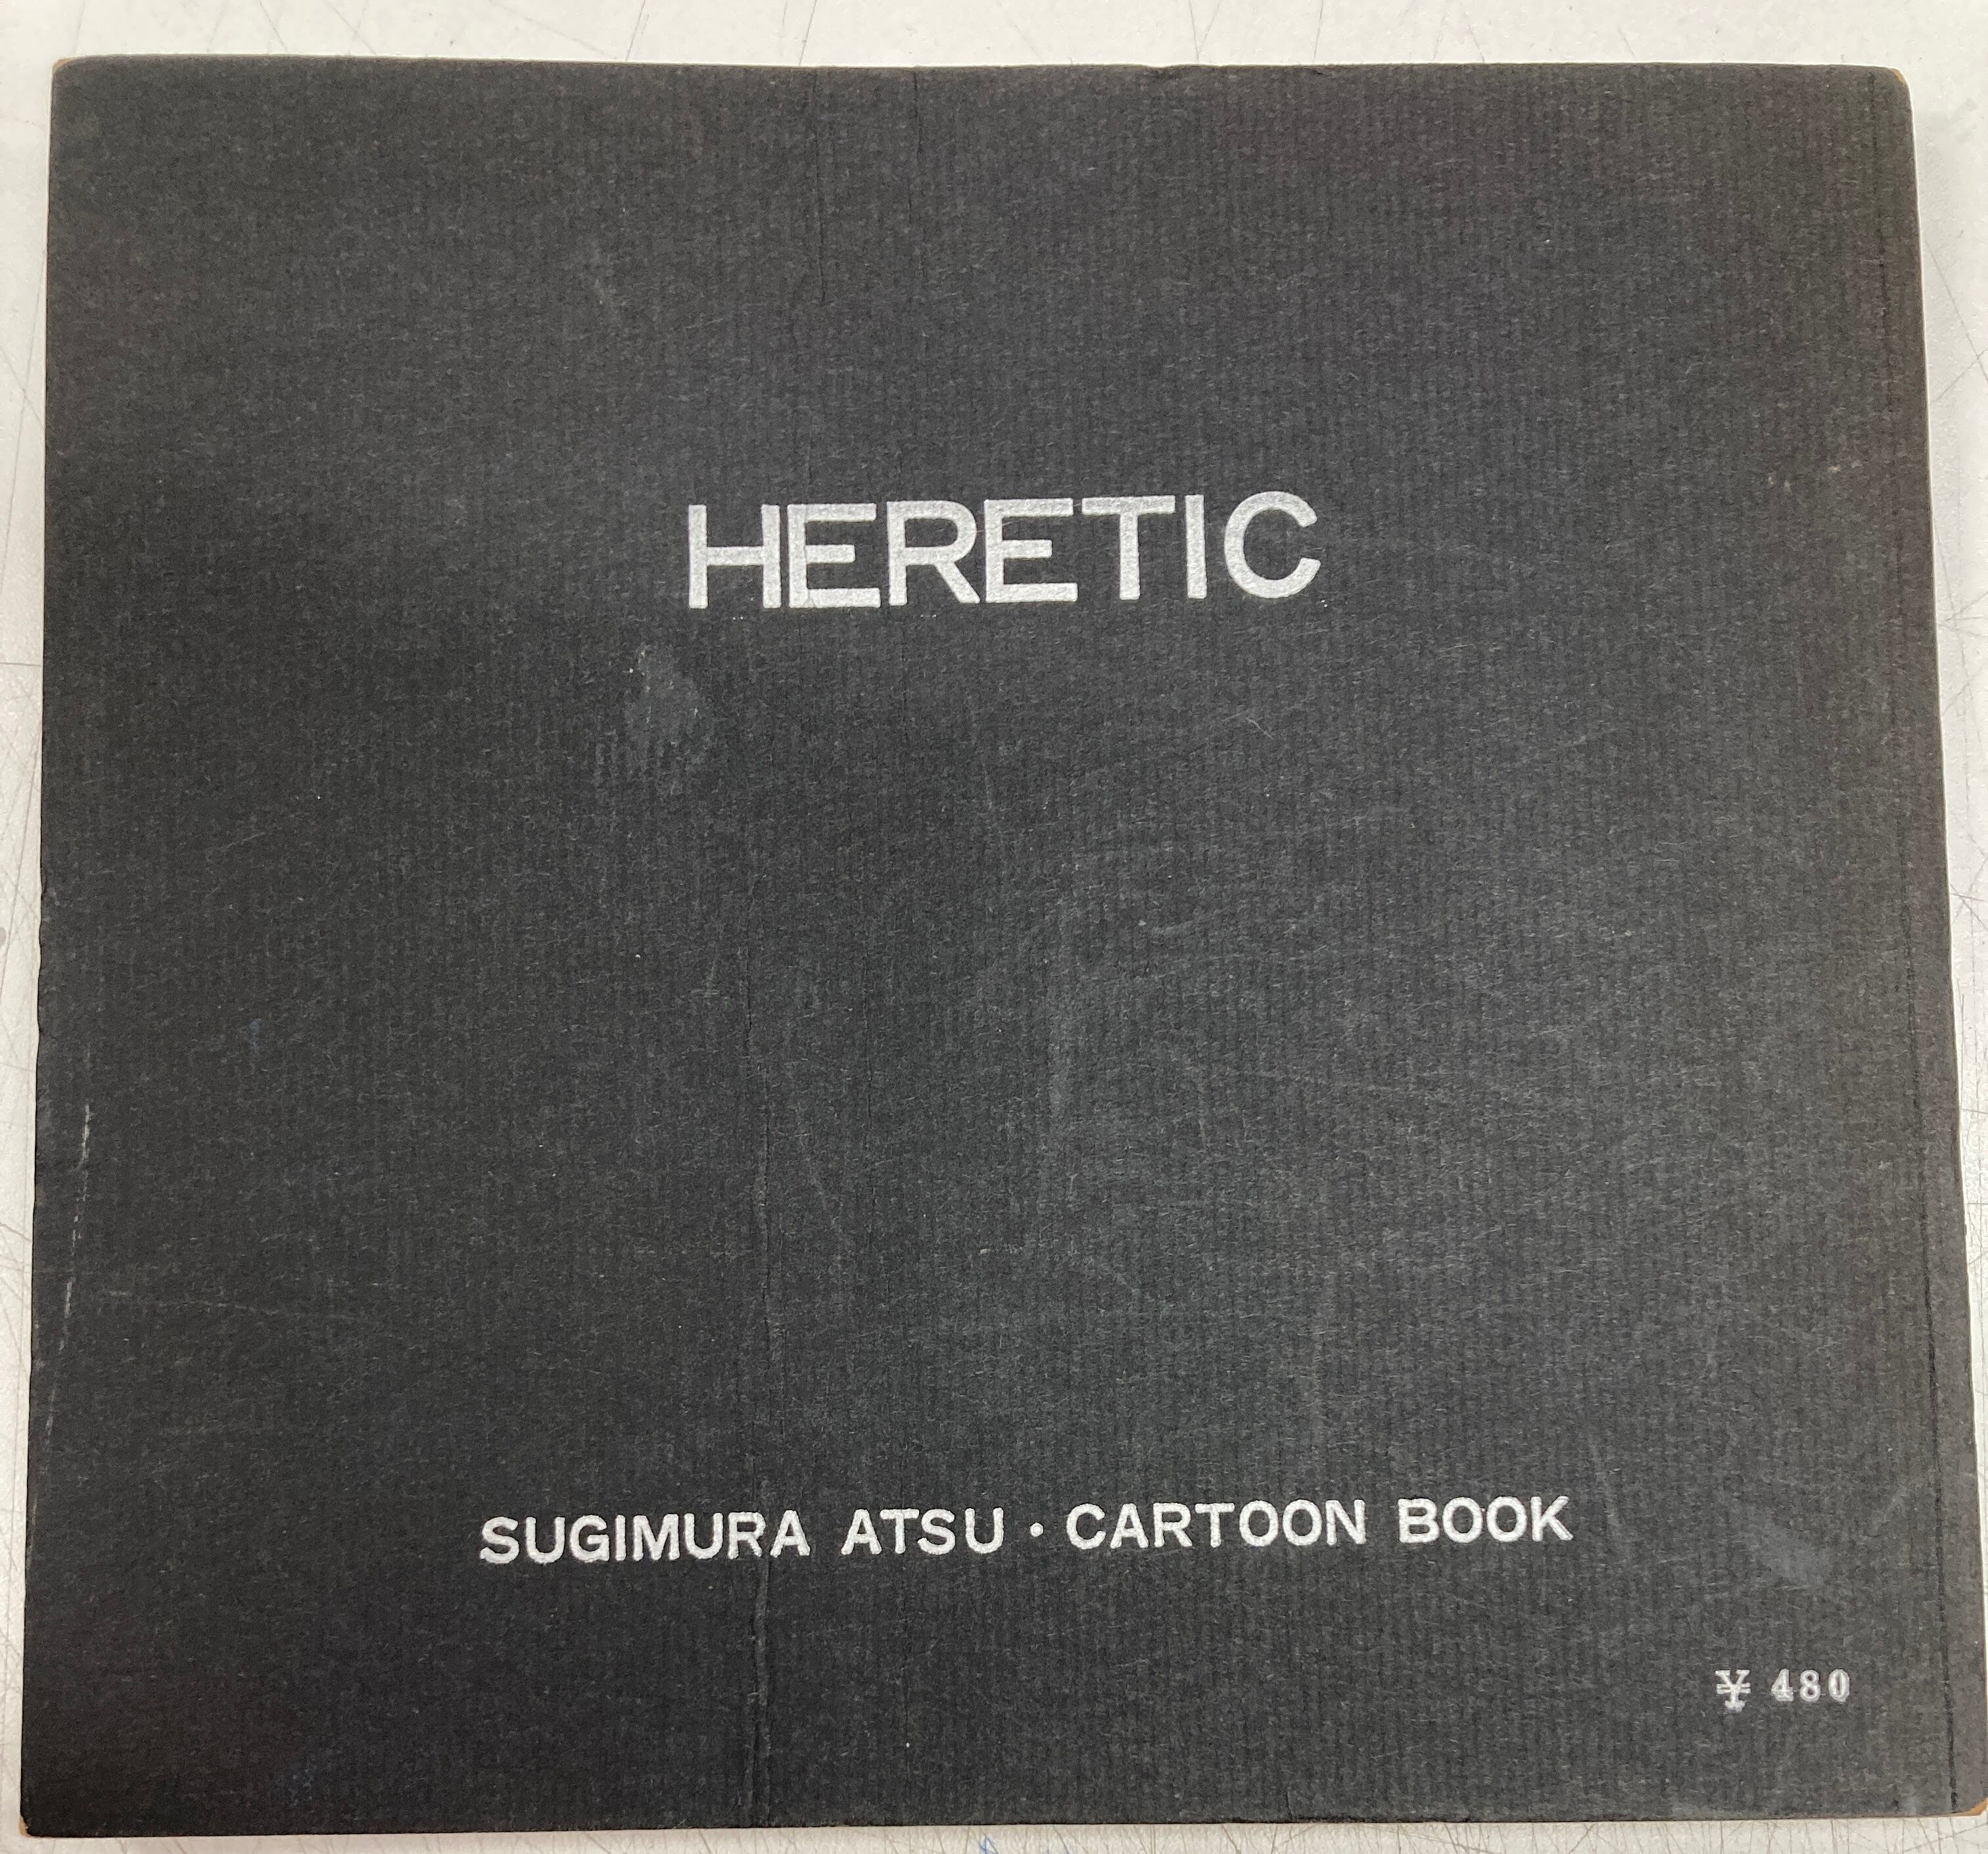 HERETIC
SUGIMURA ATSU・CARTOON BOOK
¥ 480